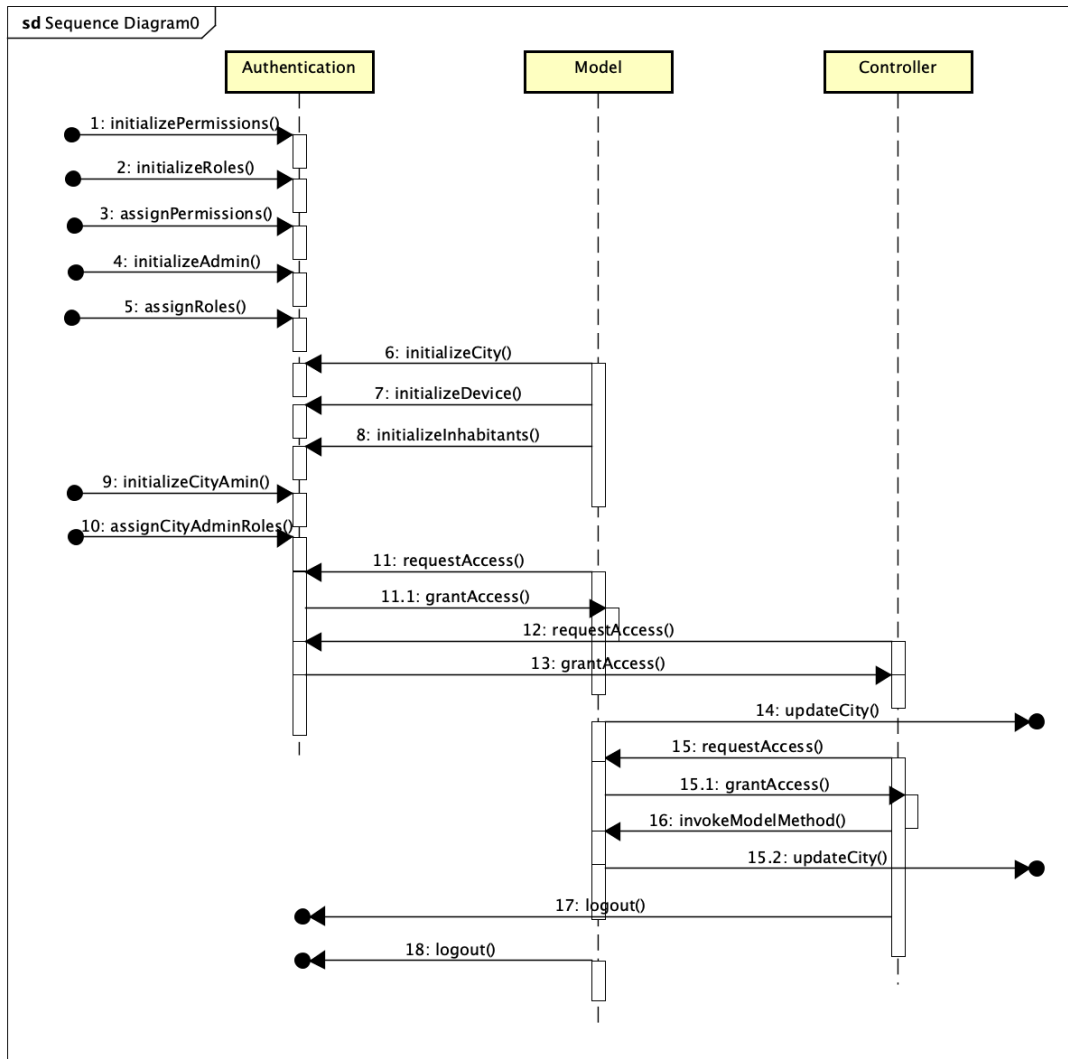 sd Sequence Diagram0
Authentication
Model
Controller
1: initializePermissions()
2: initializeRoles()
3: assignPermissions()
4: initializeAdmin()
5: assignRoles()
6: initializeCity()
7: initializeDevice()
8: initializeInhabitants()
9: initializeCityAmin()
10: assignCityAdminRoles()
11: requestAccess()
11.1: grantAccess()
12: requestAccess()
13: grantAccess()
14: updateCity()
15: requestAccess()
15.1: grantAccess()
16: invokeModelMethod()
15.2: updateCity()
17: logout()
18: logout()